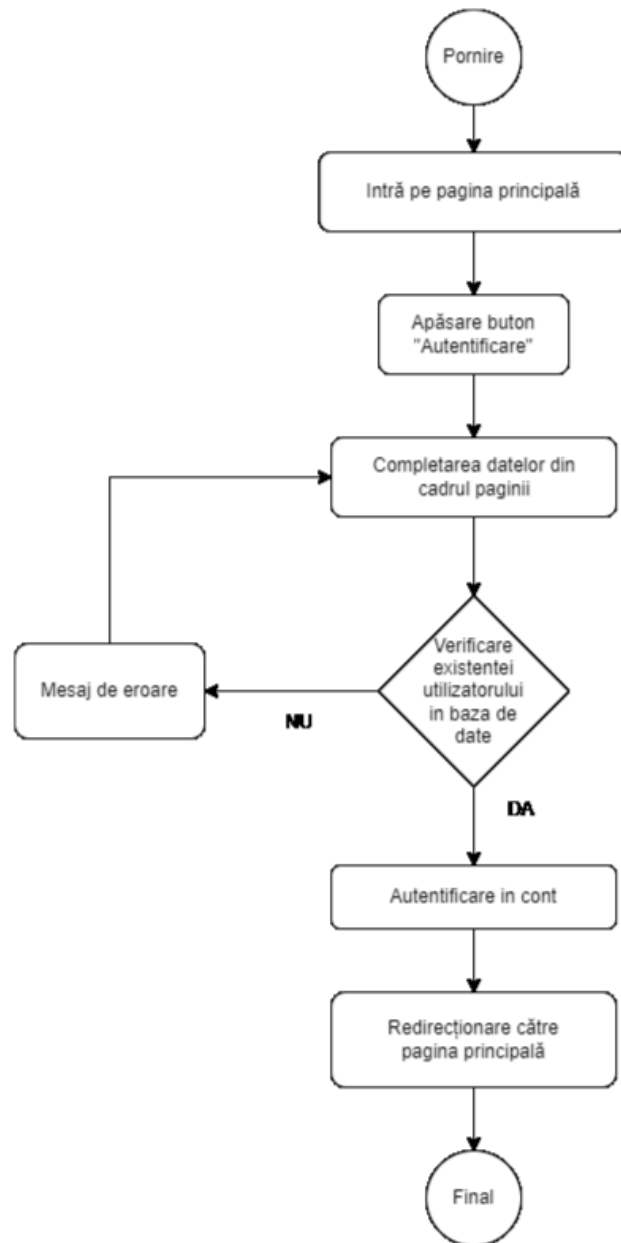 Pornire
Intră pe pagina principală
Apăsare buton
"Autentificare"
Completarea datelor din
cadrul paginii
Verificare
existentei
utilizatorului
in baza de
date
Mesaj de eroare
NU
DA
Autentificare in cont
Redirecționare către
pagina principală
Final